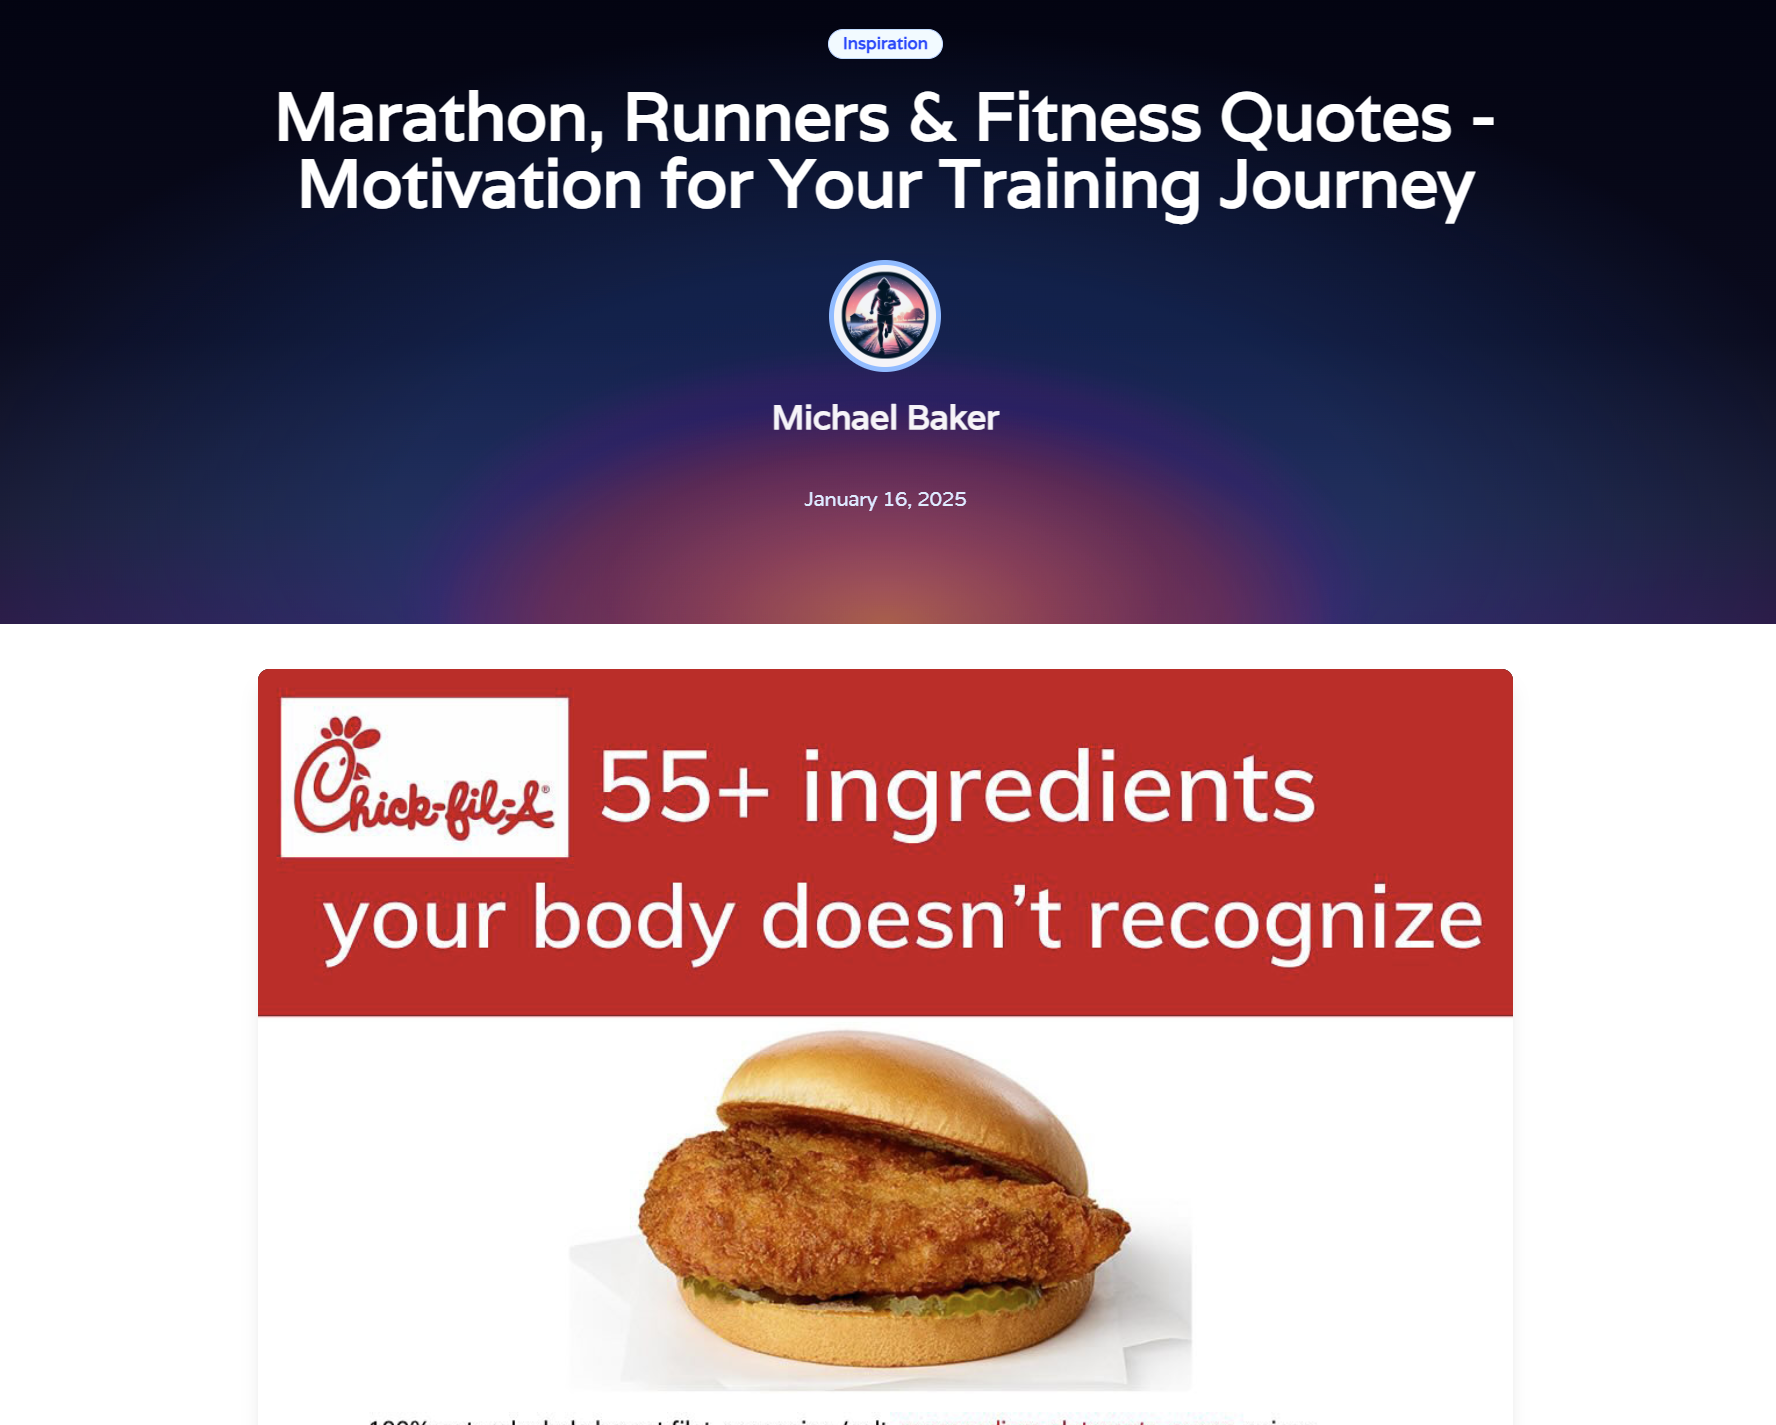 Inspiration
Marathon, Runners & Fitness Quotes -
Motivation for Your Training Journey
Michael Baker
January 16, 2025
Chick-fil-A®
55+ ingredients
your body doesn't recognize